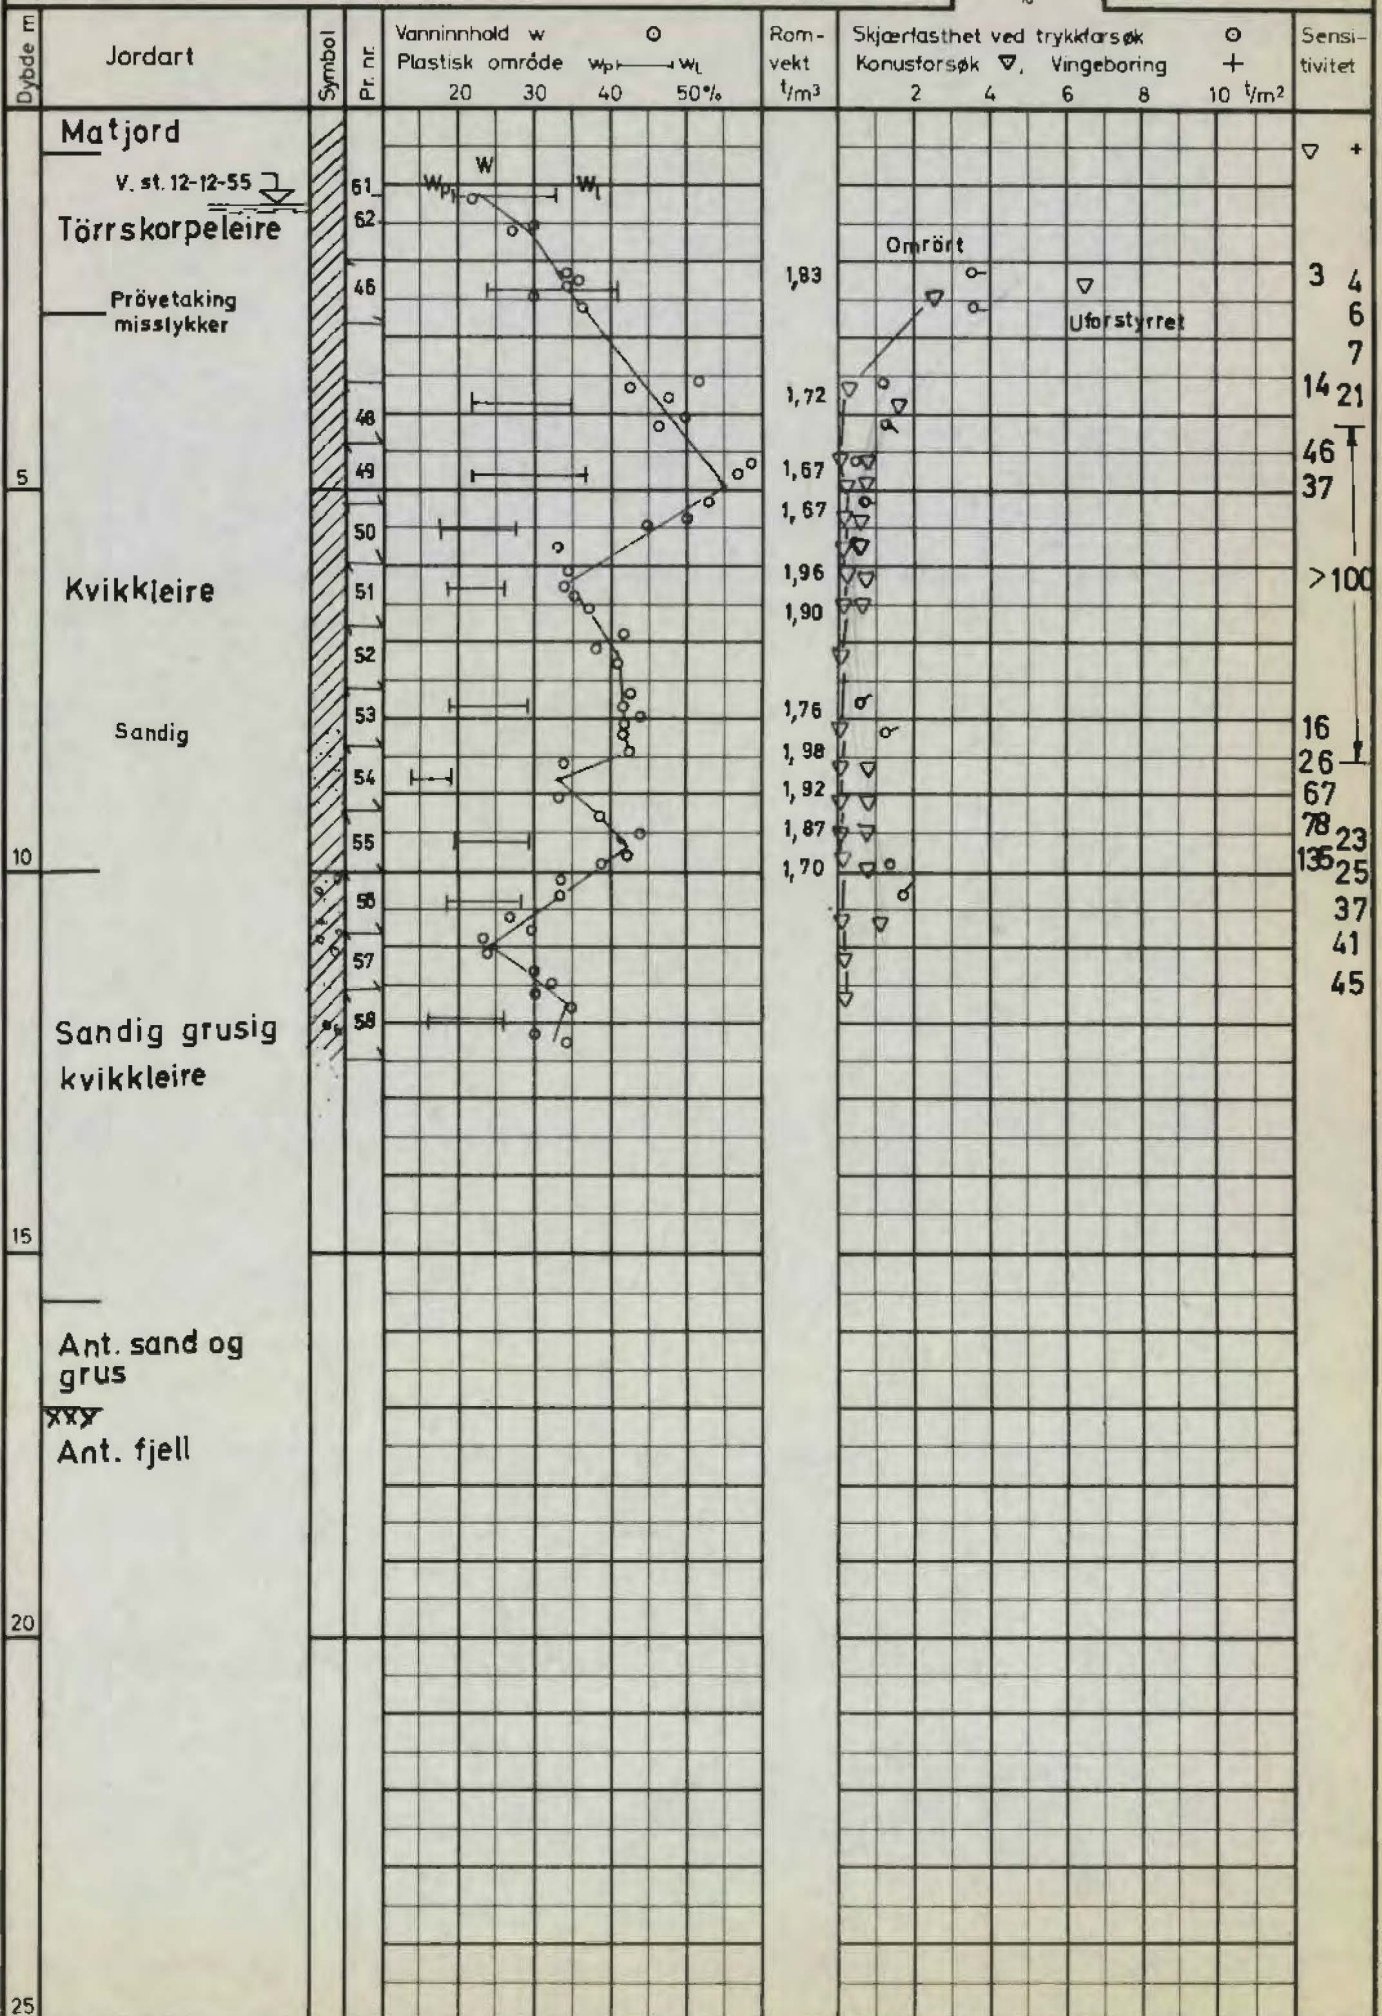 Dybde m
Jordart
Symbol
Pr. nr.
Vanninnhold w
Plastisk område wp wL
20 30 40 50%
Rom-
vekt
t/m3
Skjærfasthet ved trykkforsøk
Konusforsøk ▽, Vingeboring +
2 4 6 8 10 t/m2
Sensi-
tivitet
▽ +
Matjord
V. st. 12-12-55
Törrskorpeleire
Prövetaking
misslykker
Kvikkleire
Sandig
Sandig grusig
kvikkleire
Ant. sand og
grus
XXX
Ant. fjell
5
10
15
20
25
61
62
48
49
50
51
52
53
54
55
56
57
58
W
Wp WL
1,83
1,72
1,67
1,67
1,96
1,90
1,76
1,98
1,92
1,87
1,70
Omrört
Uforstyrret
3 4
6
7
14 21
46
37
>100
16
26
67
78 23
25
37
41
45